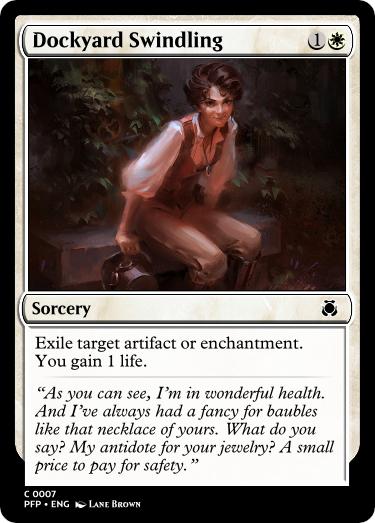 Dockyard Swindling 1
Sorcery
Exile target artifact or enchantment.
You gain 1 life.
“As you can see, I’m in wonderful health.
And I’ve always had a fancy for baubles
like that necklace of yours. What do you
say? My antidote for your jewelry? A small
price to pay for safety.”
C 0007
PFP • ENG Lane Brown